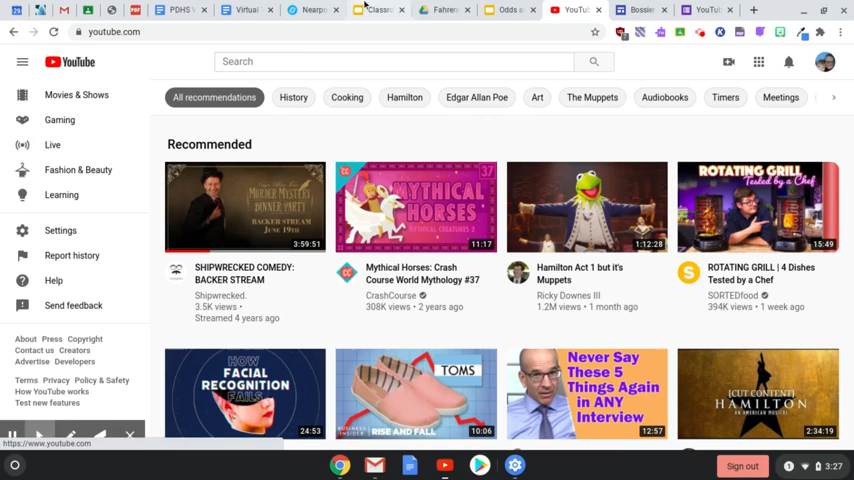 PDHS
Virtual
Nearpo
Classro
Fahren
Odds a
YouTub
Bossier
YouTu
youtube.com
YouTube
Search
Movies & Shows
Gaming
Live
Fashion & Beauty
Learning
Settings
Report history
Help
Send feedback
About Press Copyright
Contact us Creators
Advertise Developers
Terms Privacy Policy & Safety
How YouTube works
Test new features
https://www.youtube.com
All recommendations
History
Cooking
Hamilton
Edgar Allan Poe
Art
The Muppets
Audiobooks
Timers
Meetings
Recommended
MURDER MYSTERY
DINNER PARTY
BACKER STREAM
JUNE 19TH
3:59:51
SHIPWRECKED COMEDY:
BACKER STREAM
Shipwrecked.
3.5K views •
Streamed 4 years ago
37
MYTHICAL
HORSES
MYTHICAL CREATURES 2
11:17
Mythical Horses: Crash
Course World Mythology #37
CrashCourse
308K views • 2 years ago
1:12:28
Hamilton Act 1 but it's
Muppets
Ricky Downes III
1.2M views • 1 month ago
ROTATING GRILL
Tested by a Chef
15:49
ROTATING GRILL | 4 Dishes
Tested by a Chef
SORTEDfood
394K views • 1 week ago
HOW
FACIAL
RECOGNITION
FAILS
24:53
TOMS
BUSINESS
INSIDER
RISE AND FALL
10:06
Never Say
These 5
Things Again
in ANY
Interview
12:57
[CUT CONTENT]
HAMILTON
AN AMERICAN MUSICAL
2:34:19
Sign out
1
3:27